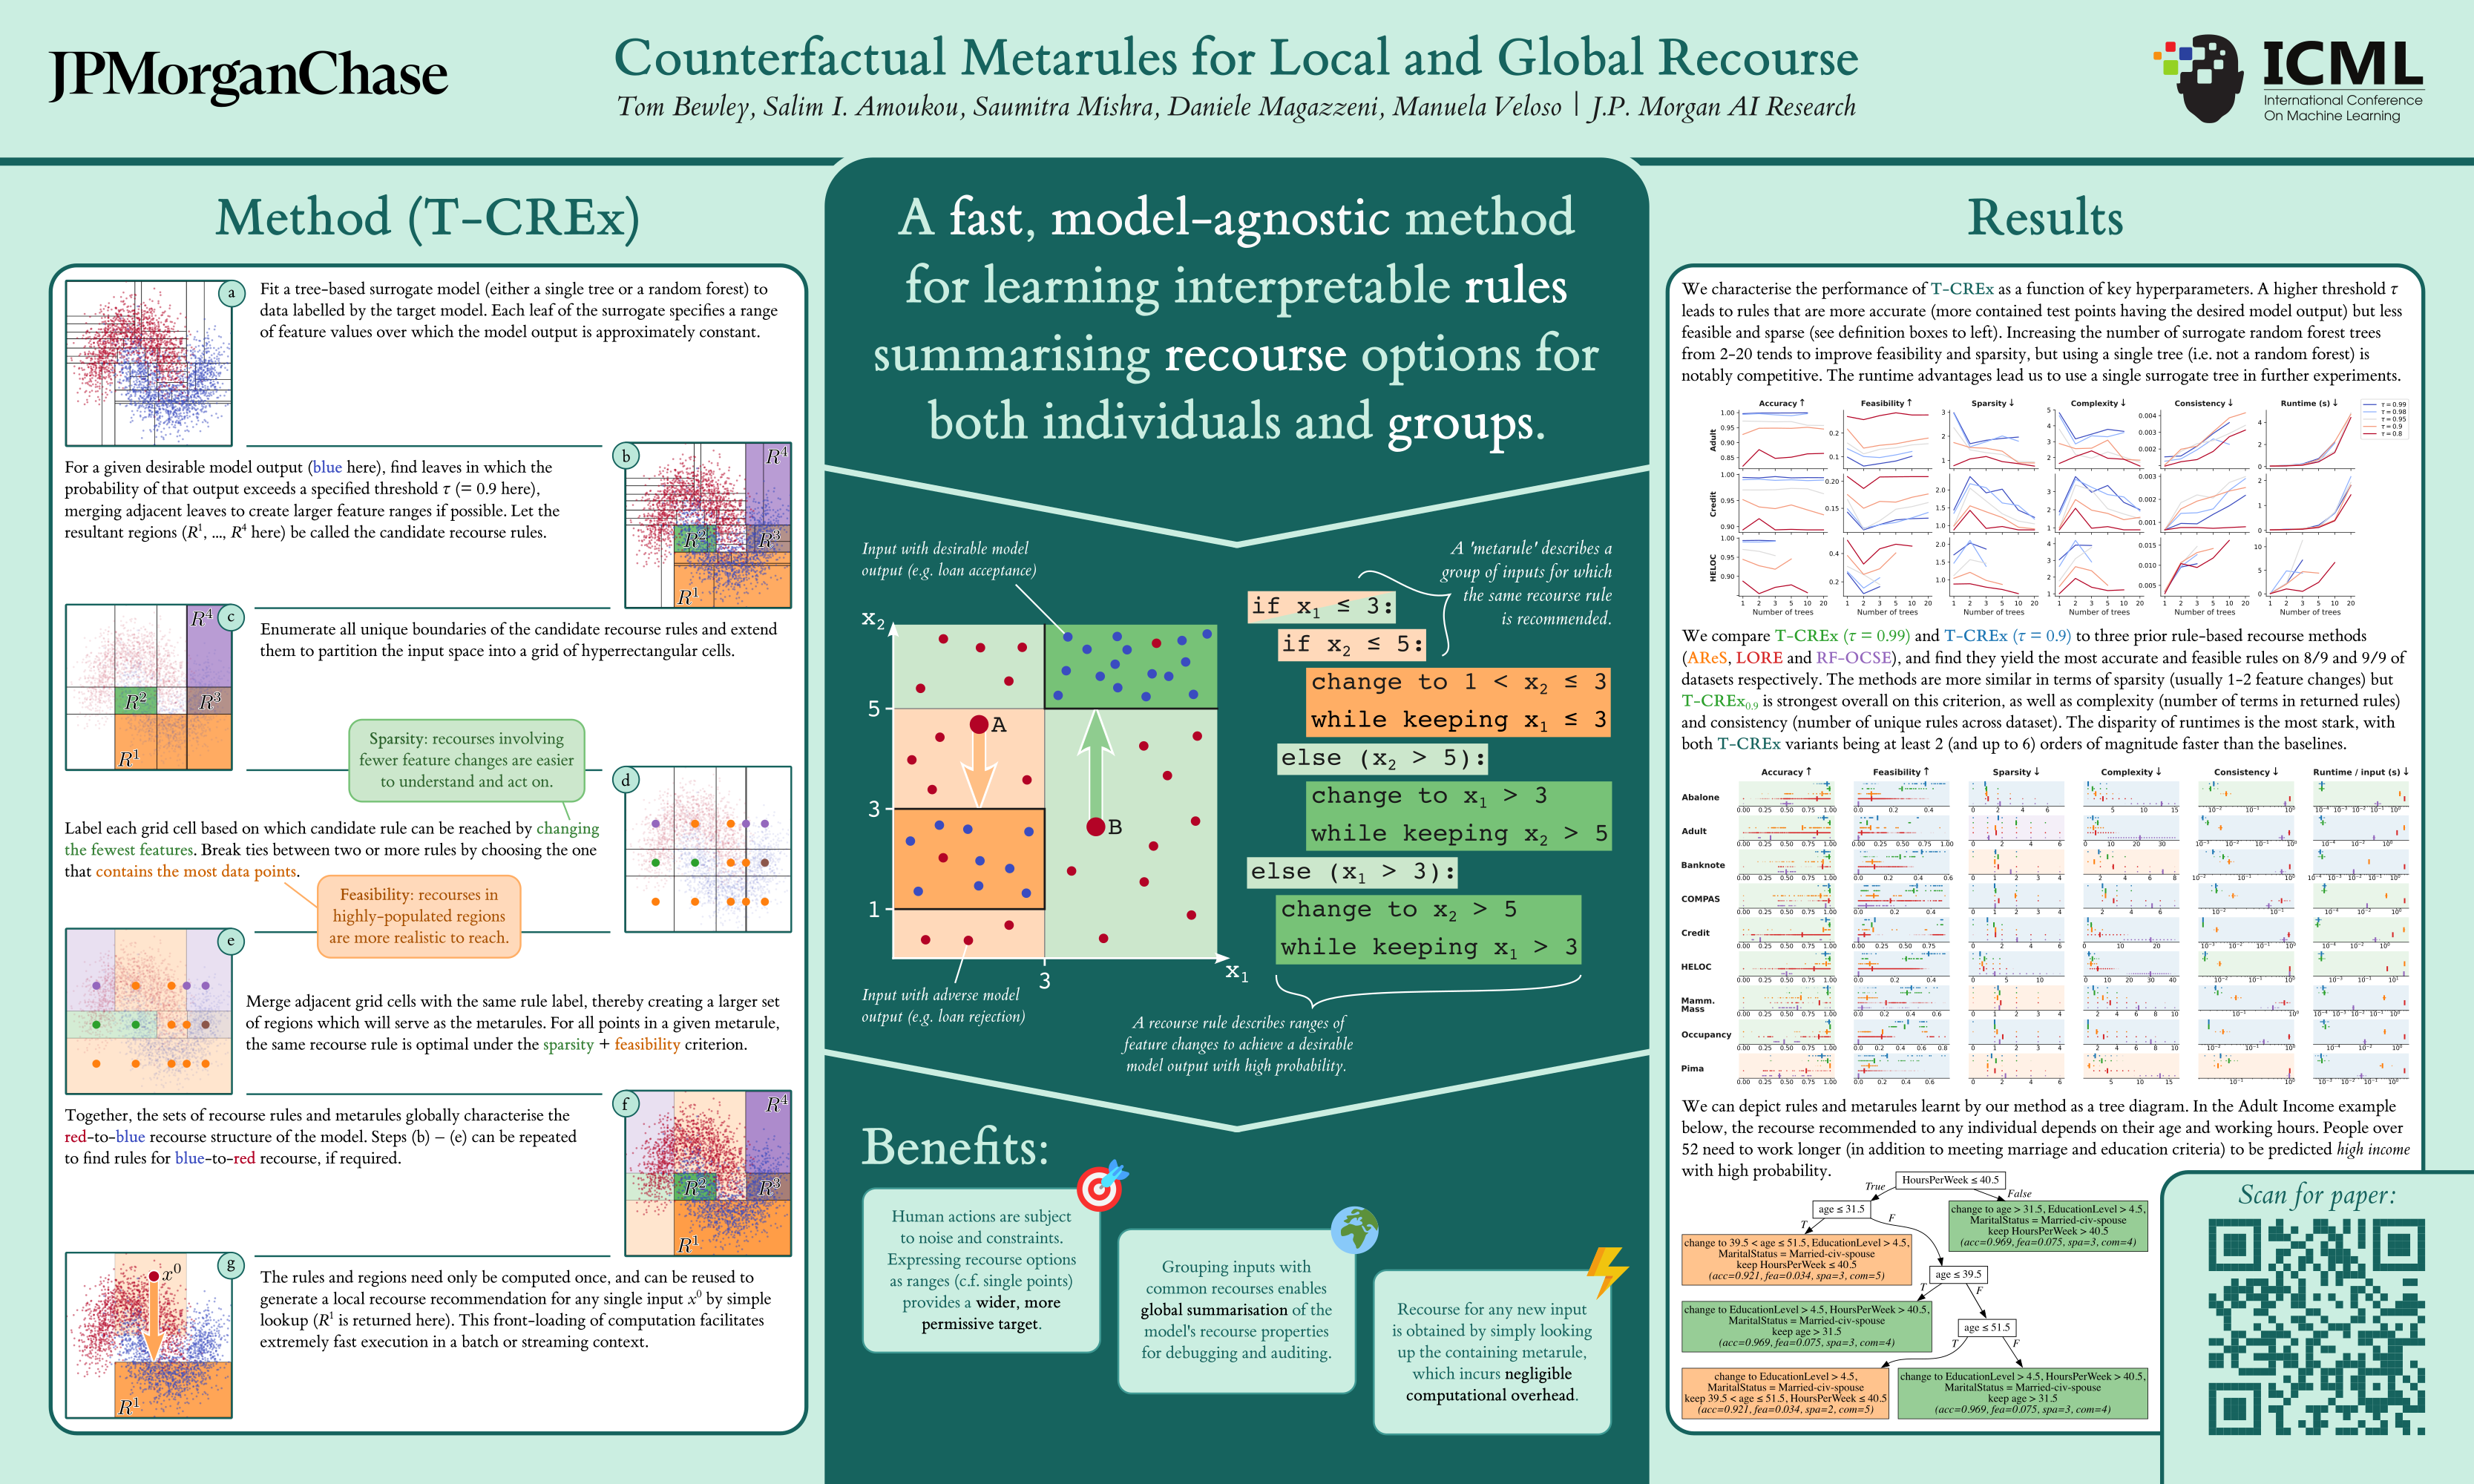 JPMorganChase
Counterfactual Metarules for Local and Global Recourse
Tom Bewley, Salim I. Amoukou, Saumitra Mishra, Daniele Magazzeni, Manuela Veloso | J.P. Morgan AI Research
ICML
International Conference
On Machine Learning
Method (T-CREx)
a
Fit a tree-based surrogate model (either a single tree or a random forest) to
data labelled by the target model. Each leaf of the surrogate specifies a range
of feature values over which the model output is approximately constant.
For a given desirable model output (blue here), find leaves in which the
probability of that output exceeds a specified threshold τ (= 0.9 here),
merging adjacent leaves to create larger feature ranges if possible. Let the
resultant regions (R¹, ..., R⁴ here) be called the candidate recourse rules.
b
R⁴
R²
R³
R¹
c
R⁴
R²
R³
R¹
Enumerate all unique boundaries of the candidate recourse rules and extend
them to partition the input space into a grid of hyperrectangular cells.
Sparsity: recourses involving
fewer feature changes are easier
to understand and act on.
d
Label each grid cell based on which candidate rule can be reached by changing
the fewest features. Break ties between two or more rules by choosing the one
that contains the most data points.
Feasibility: recourses in
highly-populated regions
are more realistic to reach.
e
Merge adjacent grid cells with the same rule label, thereby creating a larger set
of regions which will serve as the metarules. For all points in a given metarule,
the same recourse rule is optimal under the sparsity + feasibility criterion.
Together, the sets of recourse rules and metarules globally characterise the
red-to-blue recourse structure of the model. Steps (b) – (e) can be repeated
to find rules for blue-to-red recourse, if required.
f
R⁴
R²
R³
R¹
g
x⁰
R¹
The rules and regions need only be computed once, and can be reused to
generate a local recourse recommendation for any single input x⁰ by simple
lookup (R¹ is returned here). This front-loading of computation facilitates
extremely fast execution in a batch or streaming context.
A fast, model-agnostic method
for learning interpretable rules
summarising recourse options for
both individuals and groups.
Input with desirable model
output (e.g. loan acceptance)
x₂
5
3
1
3
x₁
A
B
Input with adverse model
output (e.g. loan rejection)
A 'metarule' describes a
group of inputs for which
the same recourse rule
is recommended.
if x₁ ≤ 3:
if x₂ ≤ 5:
change to 1 < x₂ ≤ 3
while keeping x₁ ≤ 3
else (x₂ > 5):
change to x₁ > 3
while keeping x₂ > 5
else (x₁ > 3):
change to x₂ > 5
while keeping x₁ > 3
A recourse rule describes ranges of
feature changes to achieve a desirable
model output with high probability.
Benefits:
Human actions are subject
to noise and constraints.
Expressing recourse options
as ranges (c.f. single points)
provides a wider, more
permissive target.
Grouping inputs with
common recourses enables
global summarisation of the
model's recourse properties
for debugging and auditing.
Recourse for any new input
is obtained by simply looking
up the containing metarule,
which incurs negligible
computational overhead.
Results
We characterise the performance of T-CREx as a function of key hyperparameters. A higher threshold τ
leads to rules that are more accurate (more contained test points having the desired model output) but less
feasible and sparse (see definition boxes to left). Increasing the number of surrogate random forest trees
from 2-20 tends to improve feasibility and sparsity, but using a single tree (i.e. not a random forest) is
notably competitive. The runtime advantages lead us to use a single surrogate tree in further experiments.
Accuracy ↑ Feasibility ↑ Sparsity ↓ Complexity ↓ Consistency ↓ Runtime (s) ↓
τ = 0.99
τ = 0.98
τ = 0.95
τ = 0.9
τ = 0.8
Adult
Credit
HELOC
Number of trees Number of trees Number of trees Number of trees Number of trees Number of trees
We compare T-CREx (τ = 0.99) and T-CREx (τ = 0.9) to three prior rule-based recourse methods
(AReS, LORE and RF-OCSE), and find they yield the most accurate and feasible rules on 8/9 and 9/9 of
datasets respectively. The methods are more similar in terms of sparsity (usually 1-2 feature changes) but
T-CREx₀.₉ is strongest overall on this criterion, as well as complexity (number of terms in returned rules)
and consistency (number of unique rules across dataset). The disparity of runtimes is the most stark, with
both T-CREx variants being at least 2 (and up to 6) orders of magnitude faster than the baselines.
Accuracy ↑ Feasibility ↑ Sparsity ↓ Complexity ↓ Consistency ↓ Runtime / input (s) ↓
Abalone
Adult
Banknote
COMPAS
Credit
HELOC
Mamm.
Mass
Occupancy
Pima
We can depict rules and metarules learnt by our method as a tree diagram. In the Adult Income example
below, the recourse recommended to any individual depends on their age and working hours. People over
52 need to work longer (in addition to meeting marriage and education criteria) to be predicted high income
with high probability.
HoursPerWeek ≤ 40.5
True
False
age ≤ 31.5
T
F
change to age > 31.5, EducationLevel > 4.5,
MaritalStatus = Married-civ-spouse
keep HoursPerWeek > 40.5
(acc=0.969, fea=0.075, spa=3, com=4)
change to 39.5 < age ≤ 51.5, EducationLevel > 4.5,
MaritalStatus = Married-civ-spouse
keep HoursPerWeek ≤ 40.5
(acc=0.921, fea=0.034, spa=3, com=5)
age ≤ 39.5
T
F
change to EducationLevel > 4.5, HoursPerWeek > 40.5,
MaritalStatus = Married-civ-spouse
keep age > 31.5
(acc=0.969, fea=0.075, spa=3, com=4)
age ≤ 51.5
T
F
change to EducationLevel > 4.5,
MaritalStatus = Married-civ-spouse
keep 39.5 < age ≤ 51.5, HoursPerWeek ≤ 40.5
(acc=0.921, fea=0.034, spa=2, com=5)
change to EducationLevel > 4.5, HoursPerWeek > 40.5,
MaritalStatus = Married-civ-spouse
keep age > 31.5
(acc=0.969, fea=0.075, spa=3, com=4)
Scan for paper: